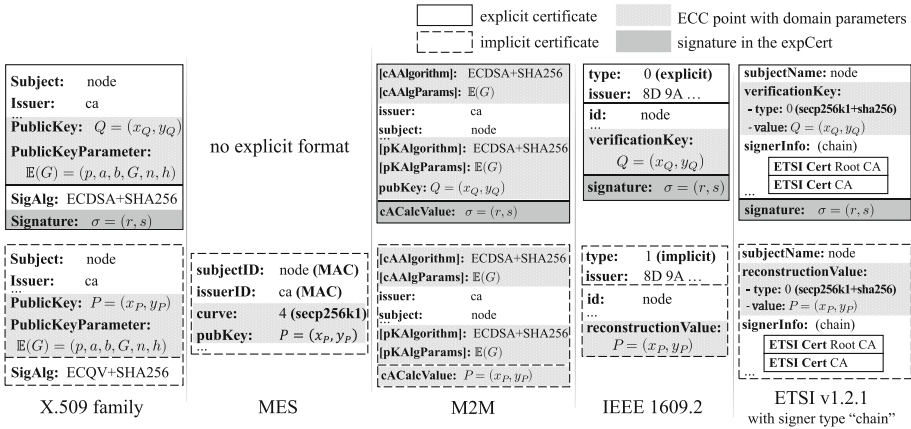 explicit certificate
ECC point with domain parameters
implicit certificate
signature in the expCert
Subject: node
Issuer: ca
...
PublicKey: Q = (x_Q, y_Q)
PublicKeyParameter:
𝔼(G) = (p, a, b, G, n, h)
SigAlg: ECDSA+SHA256
Signature: σ = (r, s)
Subject: node
Issuer: ca
...
PublicKey: P = (x_P, y_P)
PublicKeyParameter:
𝔼(G) = (p, a, b, G, n, h)
SigAlg: ECQV+SHA256
X.509 family
no explicit format
subjectID: node (MAC)
issuerID: ca (MAC)
curve: 4 (secp256k1)
pubKey: P = (x_P, y_P)
...
MES
[cAAlgorithm]: ECDSA+SHA256
[cAAlgParams]: 𝔼(G)
issuer: ca
...
subject: node
[pKAlgorithm]: ECDSA+SHA256
[pKAlgParams]: 𝔼(G)
pubKey: Q = (x_Q, y_Q)
cACalcValue: σ = (r, s)
[cAAlgorithm]: ECDSA+SHA256
[cAAlgParams]: 𝔼(G)
issuer: ca
...
subject: node
[pKAlgorithm]: ECDSA+SHA256
[pKAlgParams]: 𝔼(G)
cACalcValue: P = (x_P, y_P)
M2M
type: 0 (explicit)
issuer: 8D 9A ...
id: node
...
verificationKey:
Q = (x_Q, y_Q)
signature: σ = (r, s)
type: 1 (implicit)
issuer: 8D 9A ...
id: node
...
reconstructionValue:
P = (x_P, y_P)
IEEE 1609.2
subjectName: node
verificationKey:
- type: 0 (secp256k1+sha256)
- value: Q = (x_Q, y_Q)
signerInfo: (chain)
ETSI Cert Root CA
ETSI Cert CA
...
signature: σ = (r, s)
subjectName: node
reconstructionValue:
- type: 0 (secp256k1+sha256)
- value: P = (x_P, y_P)
signerInfo: (chain)
ETSI Cert Root CA
ETSI Cert CA
...
ETSI v1.2.1
with signer type “chain”